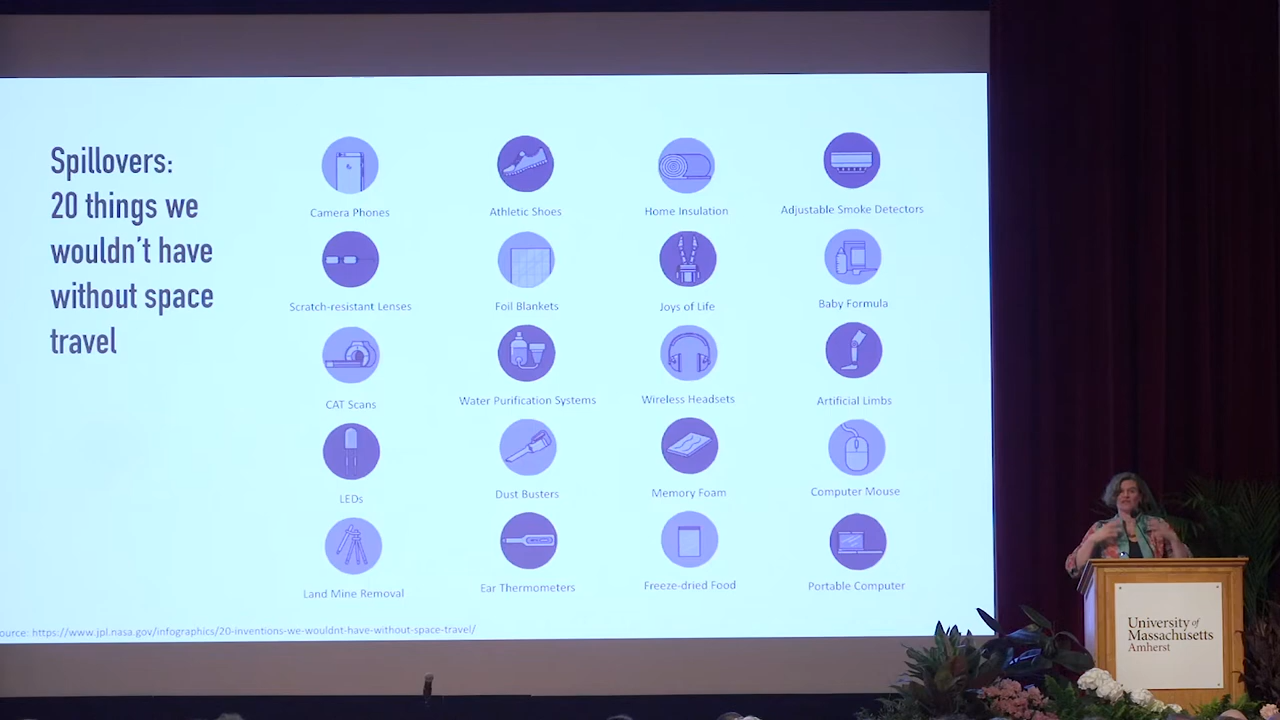 Spillovers:
20 things we
wouldn't have
without space
travel
Camera Phones
Athletic Shoes
Home Insulation
Adjustable Smoke Detectors
Scratch-resistant Lenses
Foil Blankets
Joys of Life
Baby Formula
CAT Scans
Water Purification Systems
Wireless Headsets
Artificial Limbs
LEDs
Dust Busters
Memory Foam
Computer Mouse
Land Mine Removal
Ear Thermometers
Freeze-dried Food
Portable Computer
ource: https://www.jpl.nasa.gov/infographics/20-inventions-we-wouldnt-have-without-space-travel/
University of
Massachusetts
Amherst